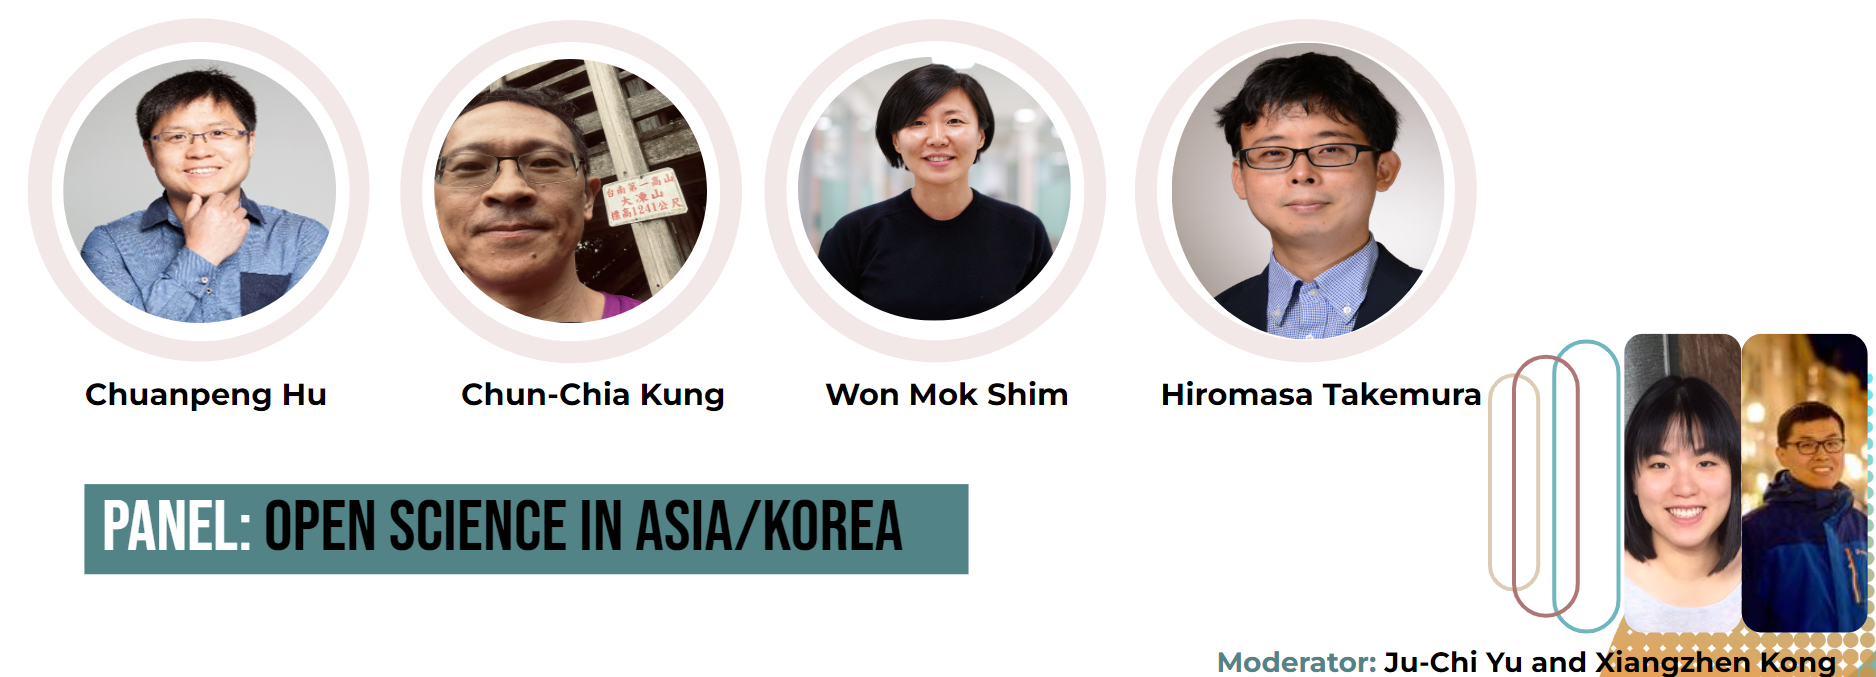 台南第一高山
大凍山
標高1241公尺
Chuanpeng Hu
Chun-Chia Kung
Won Mok Shim
Hiromasa Takemura
PANEL: OPEN SCIENCE IN ASIA/KOREA
Moderator: Ju-Chi Yu and Xiangzhen Kong